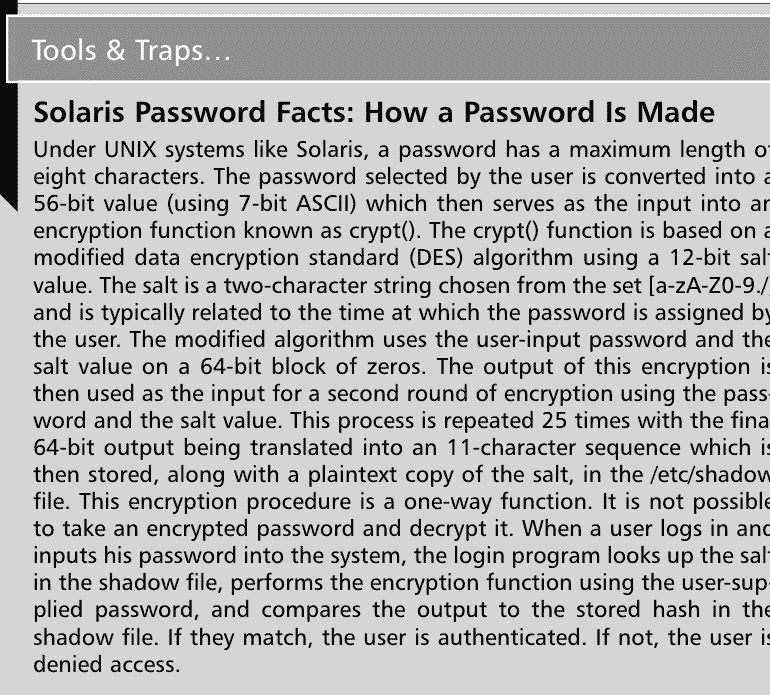 Tools & Traps…
Solaris Password Facts: How a Password Is Made
Under UNIX systems like Solaris, a password has a maximum length of
eight characters. The password selected by the user is converted into a
56-bit value (using 7-bit ASCII) which then serves as the input into an
encryption function known as crypt(). The crypt() function is based on a
modified data encryption standard (DES) algorithm using a 12-bit salt
value. The salt is a two-character string chosen from the set [a-zA-Z0-9./]
and is typically related to the time at which the password is assigned by
the user. The modified algorithm uses the user-input password and the
salt value on a 64-bit block of zeros. The output of this encryption is
then used as the input for a second round of encryption using the pass-
word and the salt value. This process is repeated 25 times with the final
64-bit output being translated into an 11-character sequence which is
then stored, along with a plaintext copy of the salt, in the /etc/shadow
file. This encryption procedure is a one-way function. It is not possible
to take an encrypted password and decrypt it. When a user logs in and
inputs his password into the system, the login program looks up the salt
in the shadow file, performs the encryption function using the user-sup-
plied password, and compares the output to the stored hash in the
shadow file. If they match, the user is authenticated. If not, the user is
denied access.